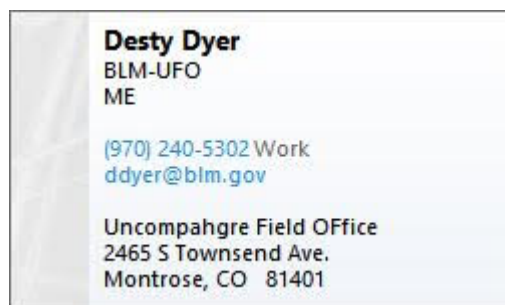 Desty Dyer
BLM-UFO
ME
(970) 240-5302 Work
ddyer@blm.gov
Uncompahgre Field OFfice
2465 S Townsend Ave.
Montrose, CO 81401